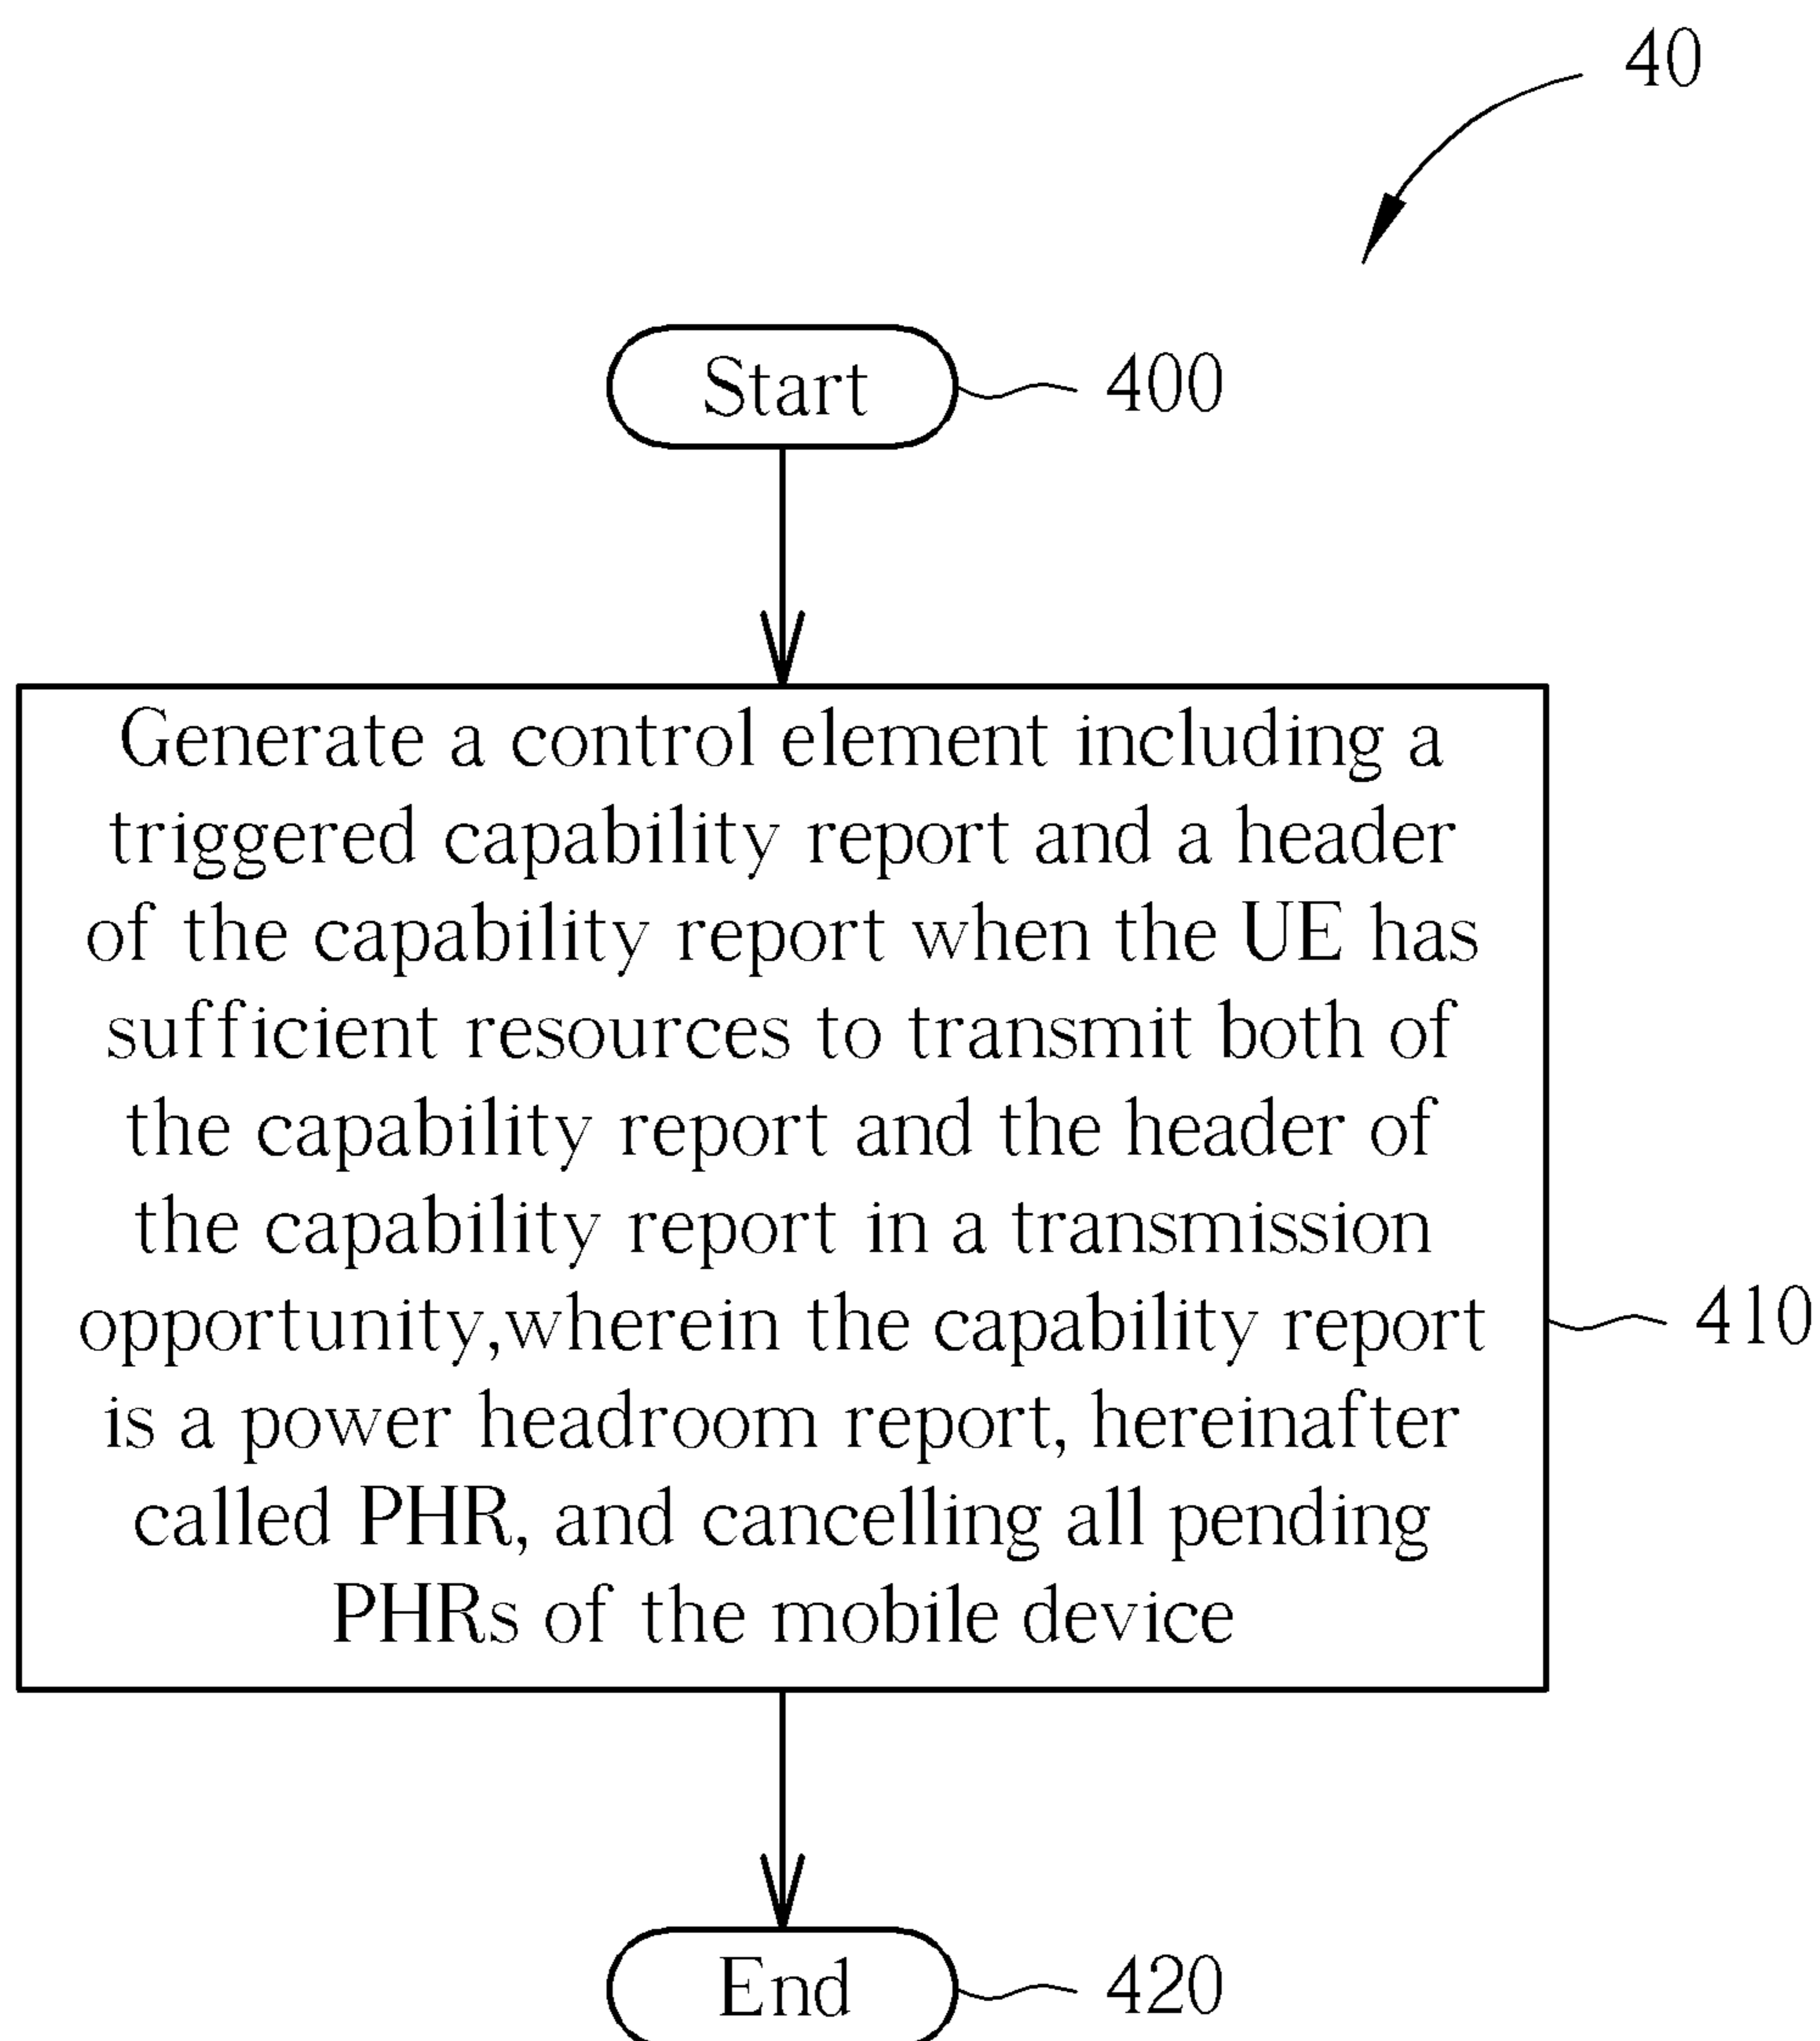 40
Start
400
Generate a control element including a
triggered capability report and a header
of the capability report when the UE has
sufficient resources to transmit both of
the capability report and the header of
the capability report in a transmission
opportunity,wherein the capability report
is a power headroom report, hereinafter
called PHR, and cancelling all pending
PHRs of the mobile device
410
End
420